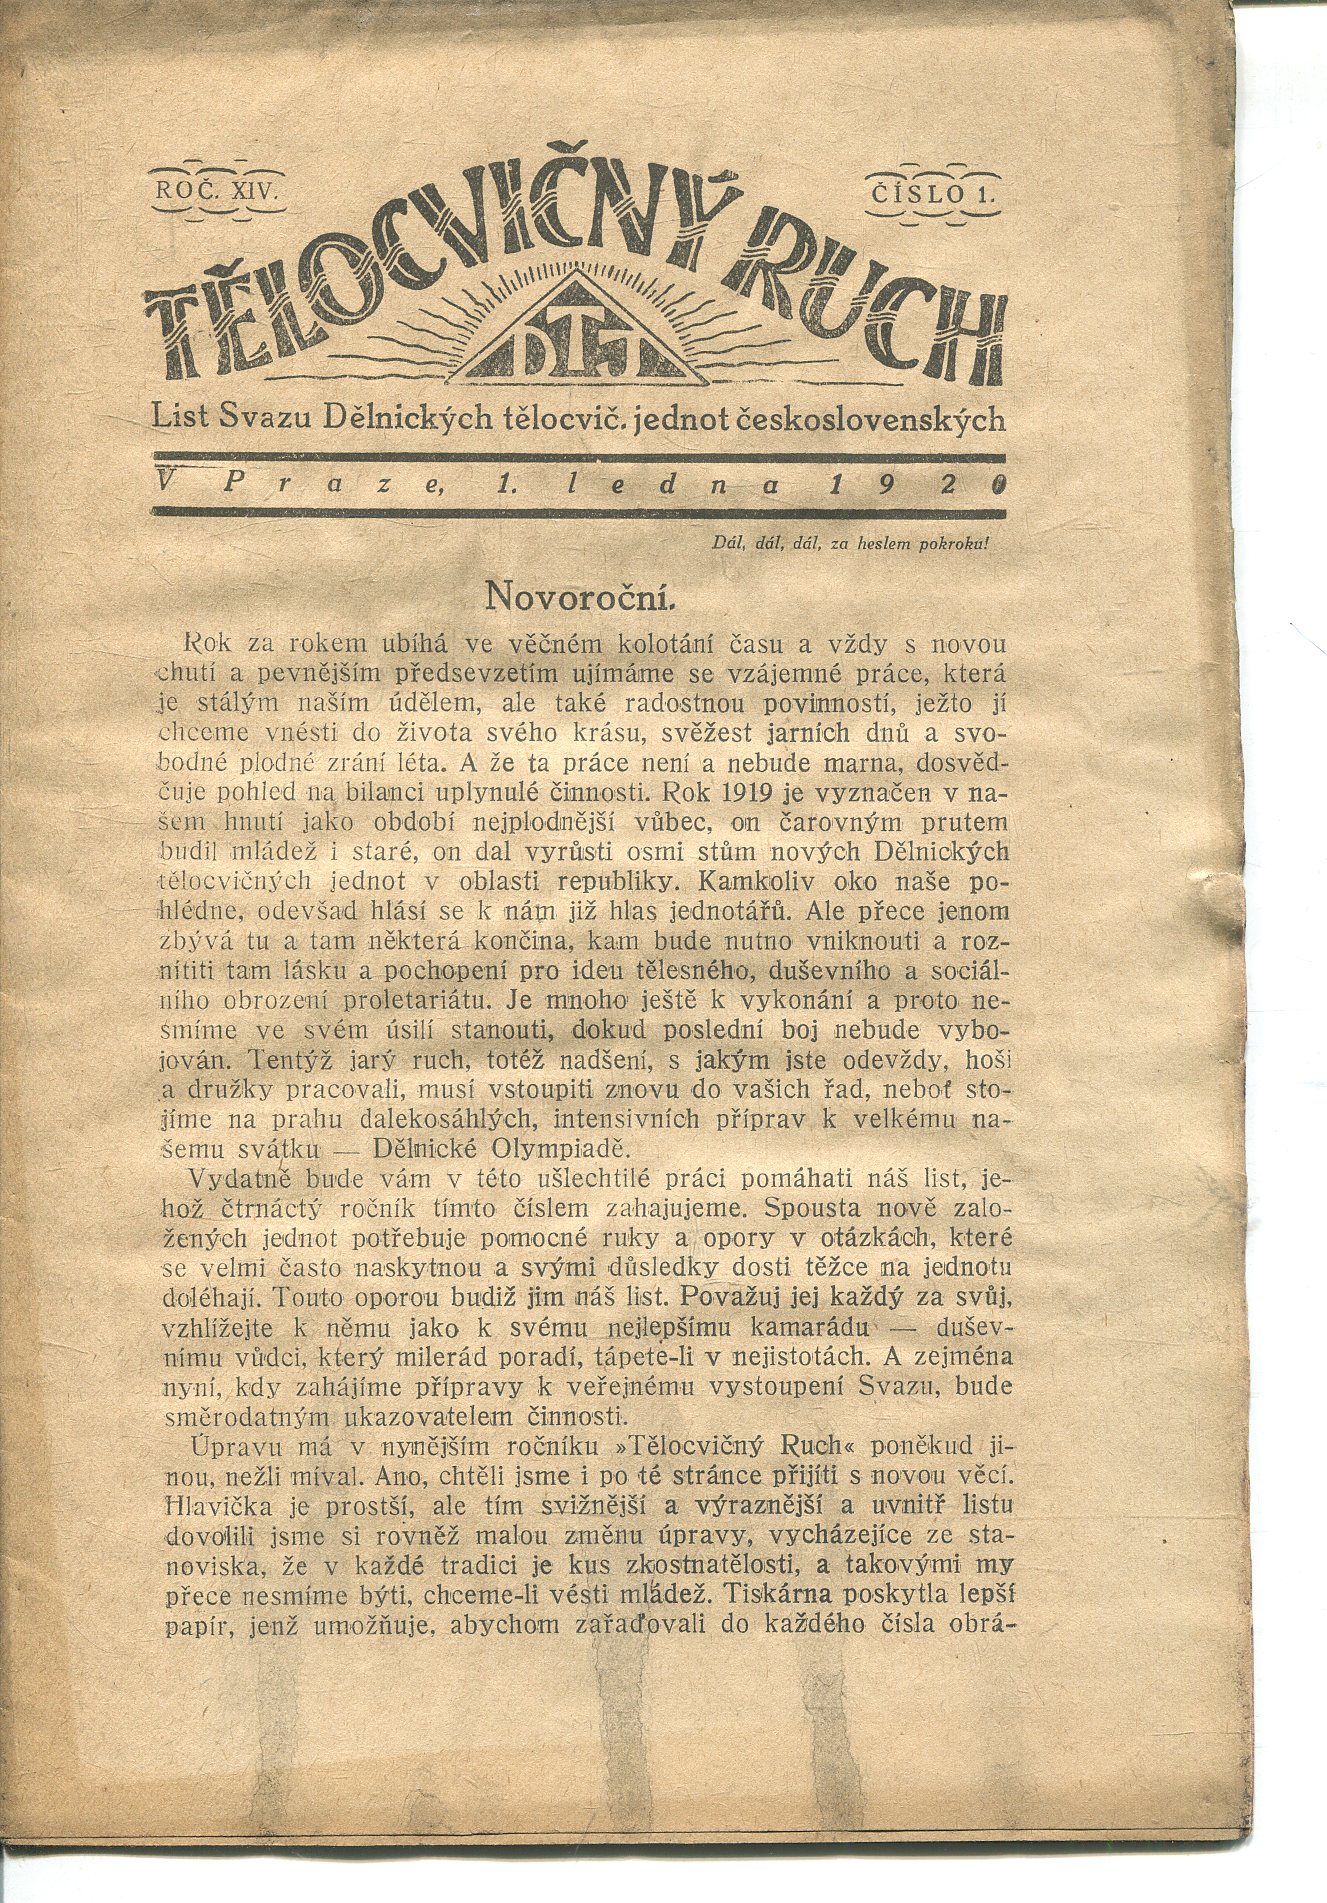 ROČ. XIV.
ČÍSLO 1.
TĚLOCVIČNÝ RUCH
DTJ
List Svazu Dělnických tělocvič. jednot československých
V Praze, 1. ledna 1920
Dál, dál, dál, za heslem pokroku!
Novoroční.
Rok za rokem ubíhá ve věčném kolotání času a vždy s novou
chutí a pevnějším předsevzetím ujímáme se vzájemné práce, která
je stálým naším údělem, ale také radostnou povinností, ježto jí
chceme vnésti do života svého krásu, svěžest jarních dnů a svo-
bodné plodné zrání léta. A že ta práce není a nebude marna, dosvěd-
čuje pohled na bilanci uplynulé činnosti. Rok 1919 je vyznačen v na-
šem hnutí jako období nejplodnější vůbec, on čarovným prutem
budil mládež i staré, on dal vyrůsti osmi stům nových Dělnických
tělocvičných jednot v oblasti republiky. Kamkoliv oko naše po-
hlédne, odevšad hlásí se k nám již hlas jednotářů. Ale přece jenom
zbývá tu a tam některá končina, kam bude nutno vniknouti a roz-
nítiti tam lásku a pochopení pro ideu tělesného, duševního a sociál-
ního obrození proletariátu. Je mnoho ještě k vykonání a proto ne-
smíme ve svém úsilí stanouti, dokud poslední boj nebude vybo-
jován. Tentýž jarý ruch, totéž nadšení, s jakým jste odevždy, hoši
a družky pracovali, musí vstoupiti znovu do vašich řad, neboť sto-
jíme na prahu dalekosáhlých, intensivních příprav k velkému na-
šemu svátku — Dělnické Olympiadě.
Vydatně bude vám v této ušlechtilé práci pomáhati náš list, je-
hož čtrnáctý ročník tímto číslem zahajujeme. Spousta nově zalo-
žených jednot potřebuje pomocné ruky a opory v otázkách, které
se velmi často naskytnou a svými důsledky dosti těžce na jednotu
doléhají. Touto oporou budiž jim náš list. Považuj jej každý za svůj,
vzhlížejte k němu jako k svému nejlepšímu kamarádu — dušev-
nímu vůdci, který milerád poradí, tápete-li v nejistotách. A zejména
nyní, kdy zahájíme přípravy k veřejnému vystoupení Svazu, bude
směrodatným ukazovatelem činnosti.
Úpravu má v nynějším ročníku »Tělocvičný Ruch« poněkud ji-
nou, nežli míval. Ano, chtěli jsme i po té stránce přijíti s novou věcí.
Hlavička je prostší, ale tím svižnější a výraznější a uvnitř listu
dovolili jsme si rovněž malou změnu úpravy, vycházejíce ze sta-
noviska, že v každé tradici je kus zkostnatělosti, a takovými my
přece nesmíme býti, chceme-li vésti mládež. Tiskárna poskytla lepší
papír, jenž umožňuje, abychom zařaďovali do každého čísla obrá-